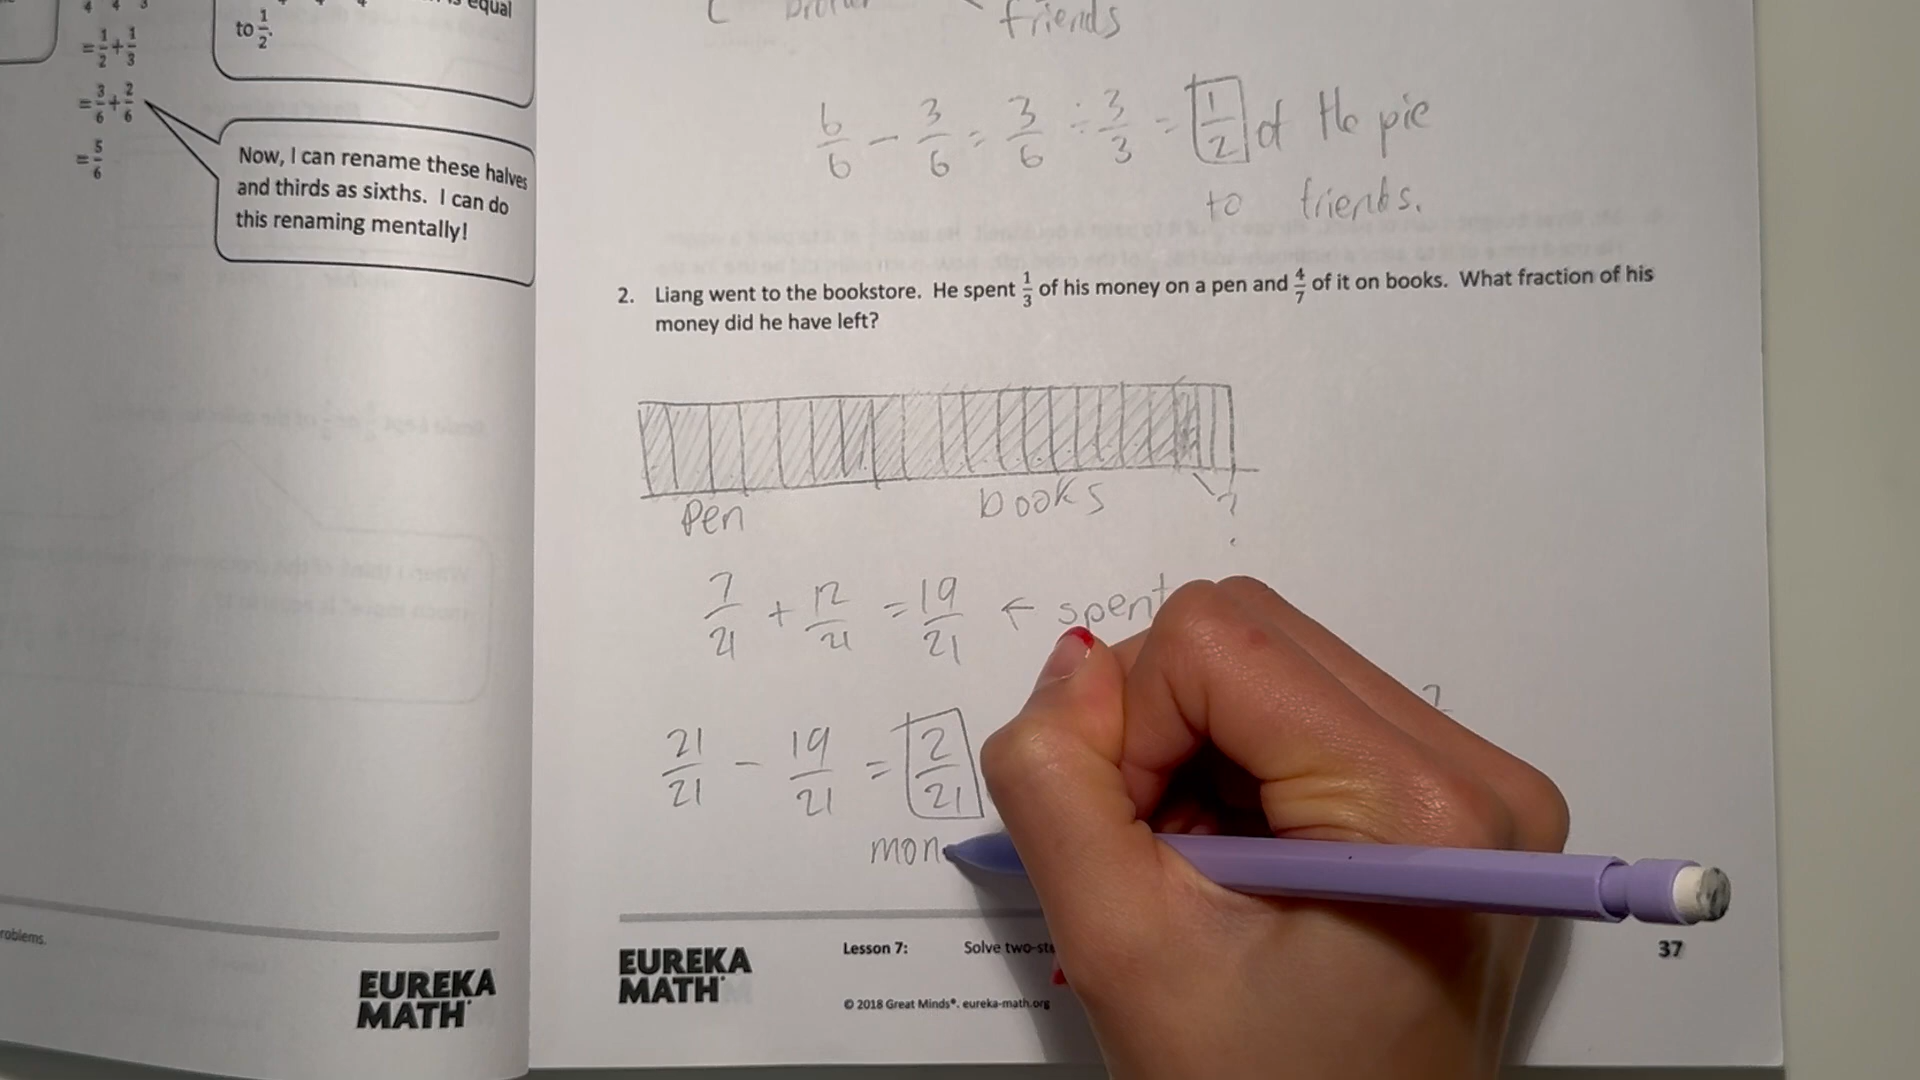 equal
to 1/2.
= 1/2 + 1/3
= 3/6 + 2/6
= 5/6
Now, I can rename these halves
and thirds as sixths. I can do
this renaming mentally!
roblems.
EUREKA
MATH
friends
6/6 - 3/6 = 3/6 ÷ 3/3 = 1/2 of the pie
to friends.
2. Liang went to the bookstore. He spent 1/3 of his money on a pen and 4/7 of it on books. What fraction of his
money did he have left?
Pen books ?
7/21 + 12/21 = 19/21 ← spent
21/21 - 19/21 = 2/21
mon
EUREKA
MATH
Lesson 7: Solve two-ste
© 2018 Great Minds®. eureka-math.org
37